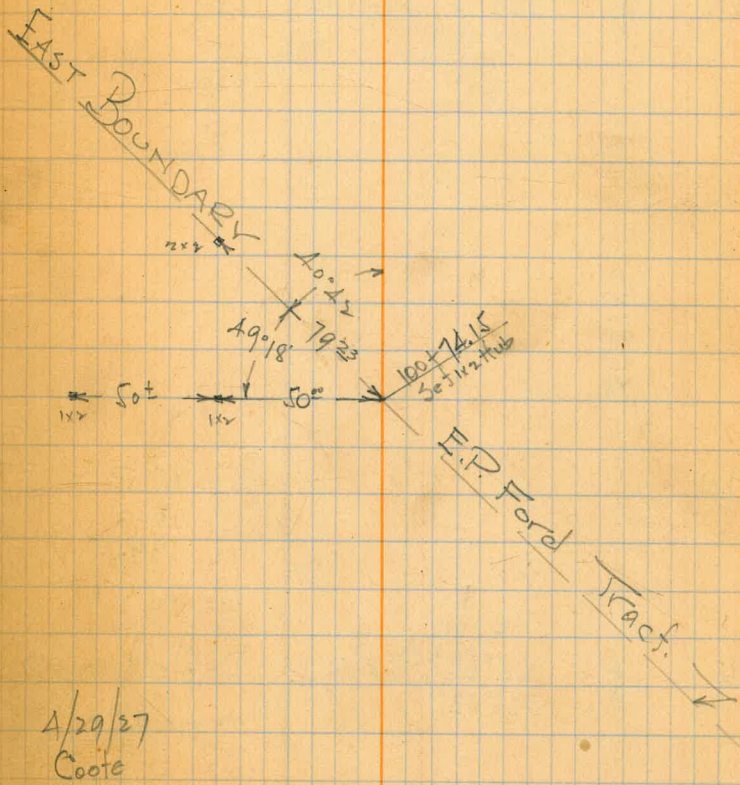 EAST BOUNDARY
2x2
40°42
49°18'
79.23
100+74.15
Set 1x2 Hub
50±
50.00
1x2
1x2
E.P. Ford Tract.
4/29/27
Coote